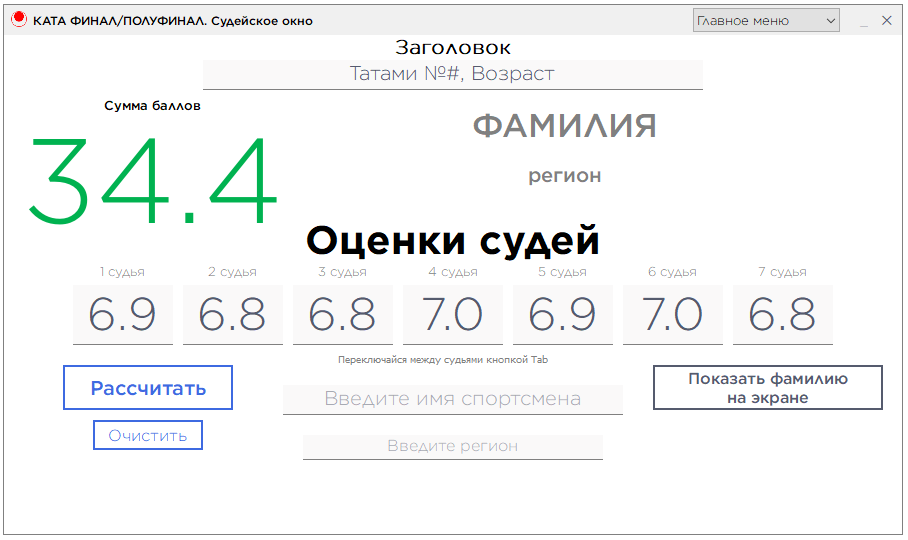 КАТА ФИНАЛ/ПОЛУФИНАЛ. Судейское окно
Главное меню
Заголовок
Татами №#, Возраст
Сумма баллов
34.4
ФАМИЛИЯ
регион
Оценки судей
1 судья 2 судья 3 судья 4 судья 5 судья 6 судья 7 судья
6.9 6.8 6.8 7.0 6.9 7.0 6.8
Переключайся между судьями кнопкой Tab
Рассчитать
Введите имя спортсмена
Показать фамилию
на экране
Очистить
Введите регион